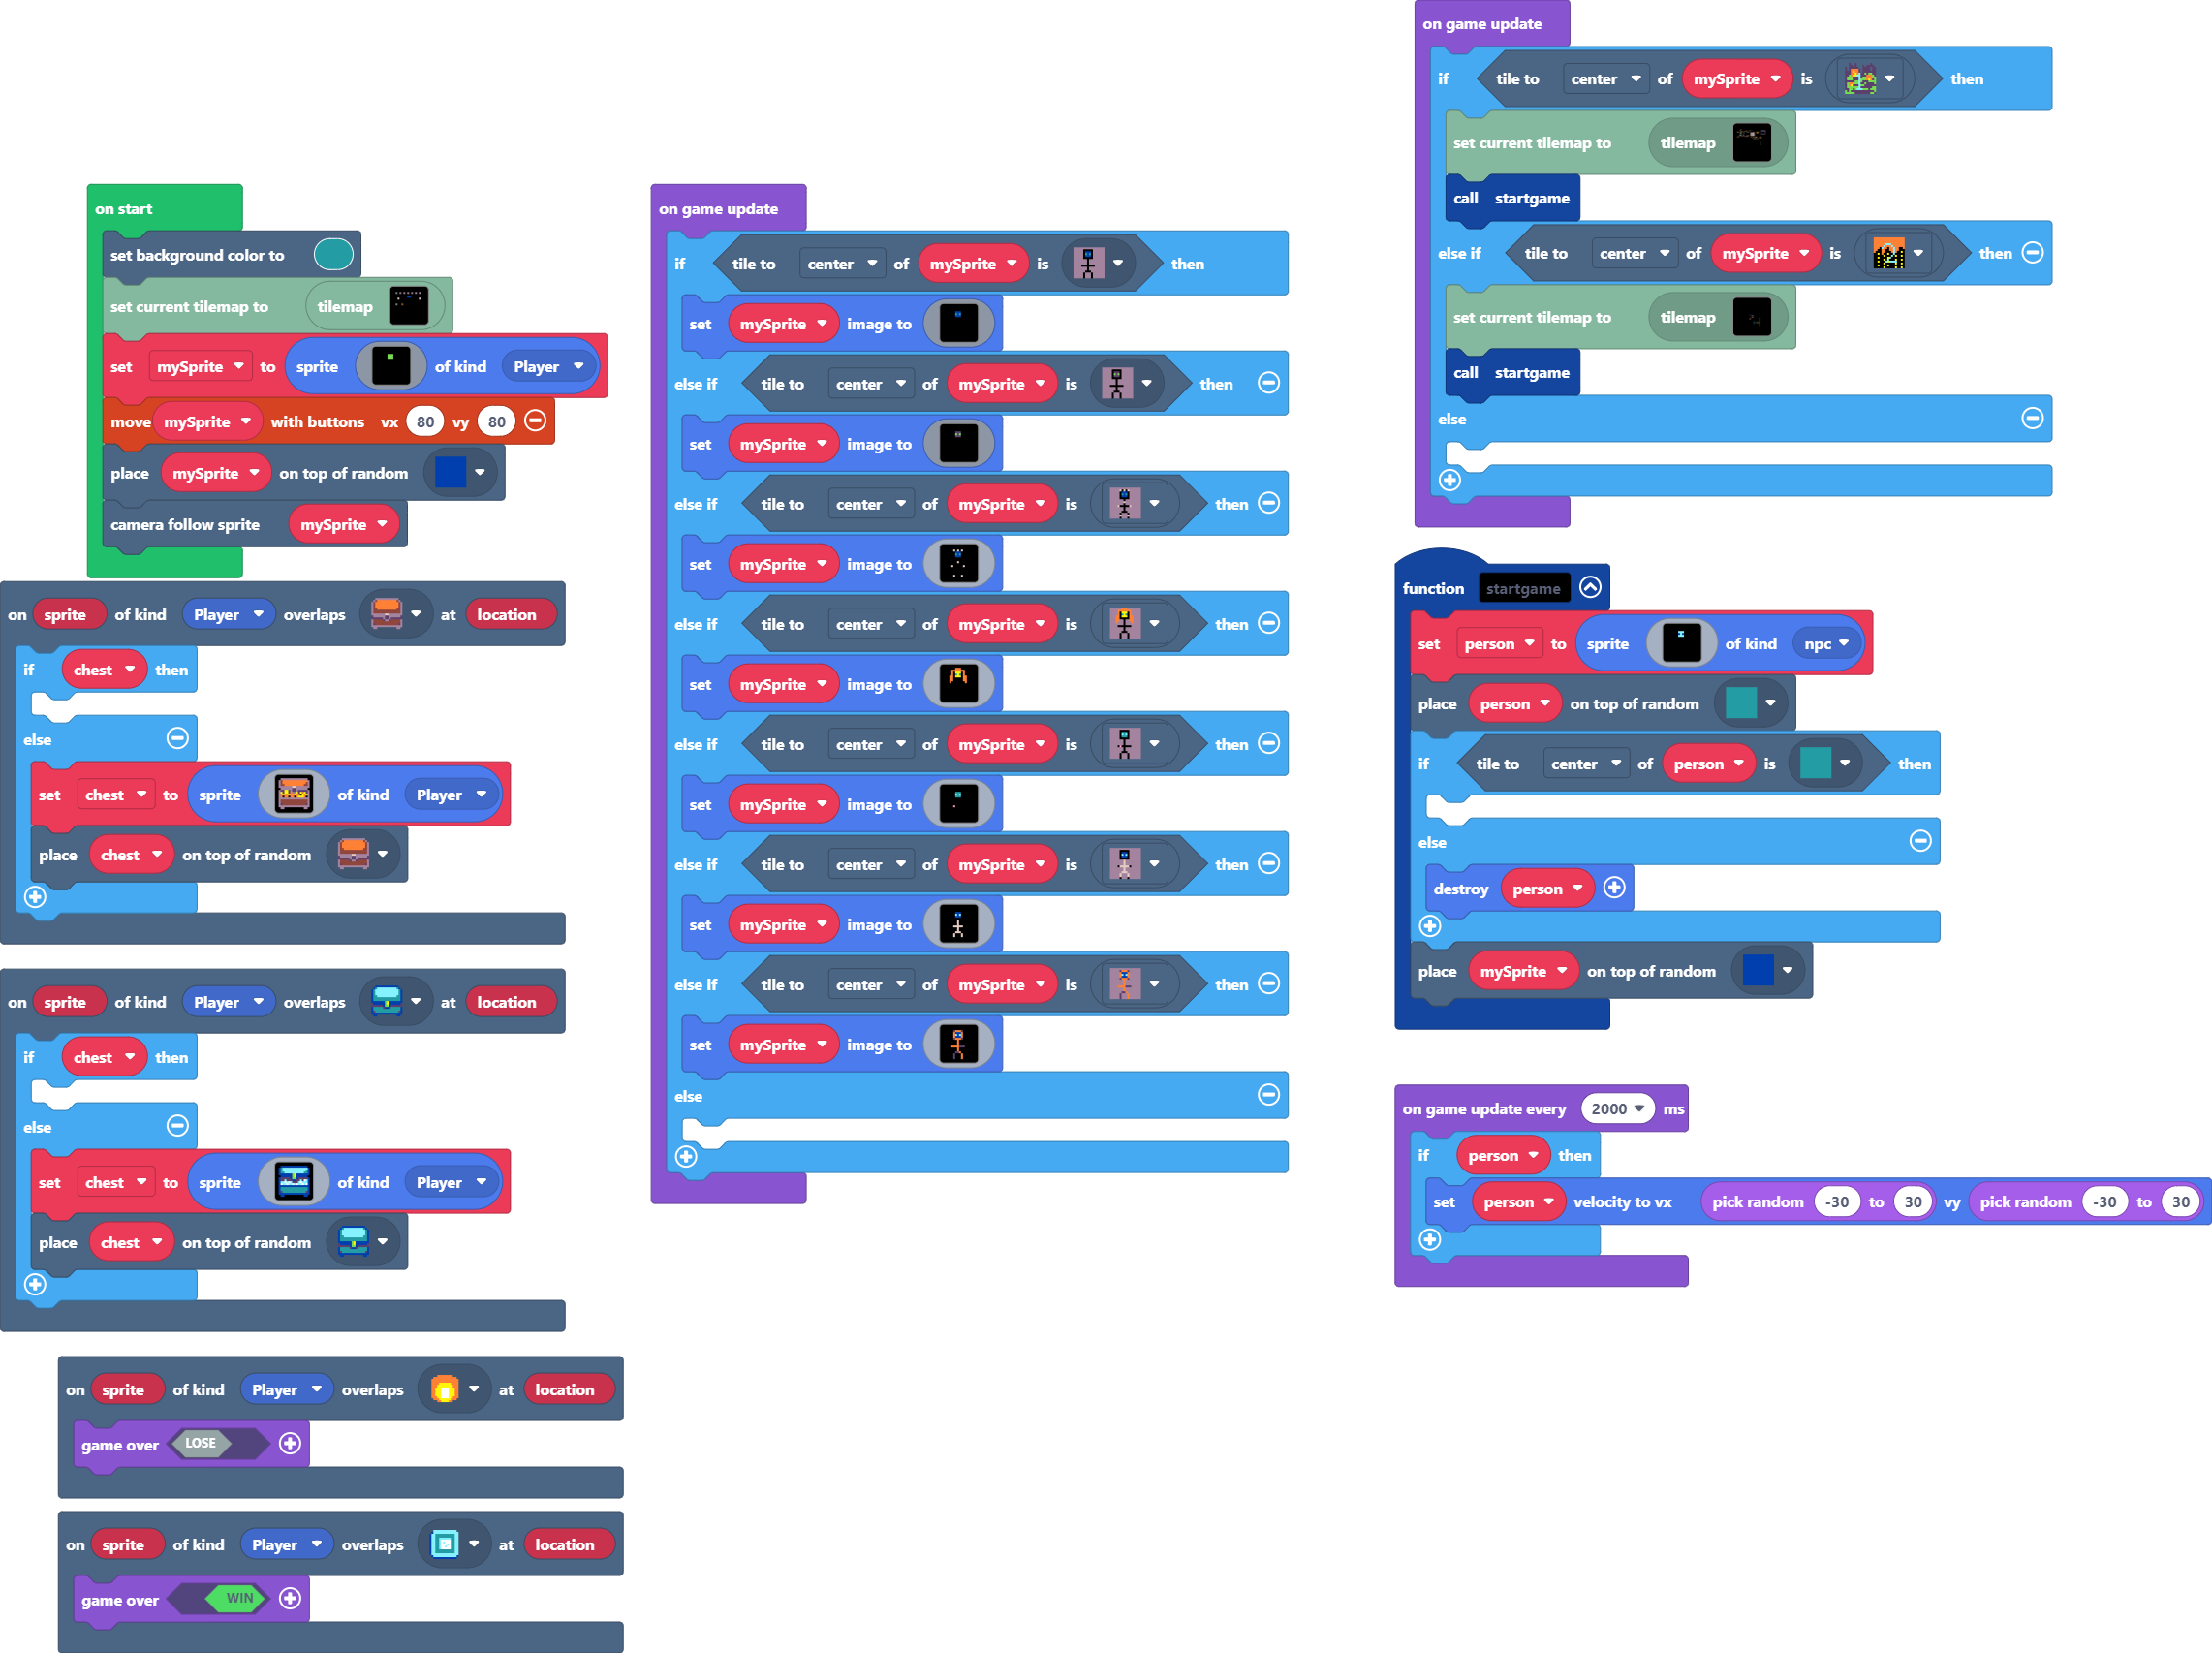 on start
set background color to
set current tilemap to tilemap
set mySprite to sprite of kind Player
move mySprite with buttons vx 80 vy 80
place mySprite on top of random
camera follow sprite mySprite
on sprite of kind Player overlaps at location
if chest then
else
set chest to sprite of kind Player
place chest on top of random
on sprite of kind Player overlaps at location
if chest then
else
set chest to sprite of kind Player
place chest on top of random
on sprite of kind Player overlaps at location
game over LOSE
on sprite of kind Player overlaps at location
game over WIN
on game update
if tile to center of mySprite is then
set mySprite image to
else if tile to center of mySprite is then
set mySprite image to
else if tile to center of mySprite is then
set mySprite image to
else if tile to center of mySprite is then
set mySprite image to
else if tile to center of mySprite is then
set mySprite image to
else if tile to center of mySprite is then
set mySprite image to
else if tile to center of mySprite is then
set mySprite image to
else
on game update
if tile to center of mySprite is then
set current tilemap to tilemap
call startgame
else if tile to center of mySprite is then
set current tilemap to tilemap
call startgame
else
function startgame
set person to sprite of kind npc
place person on top of random
if tile to center of person is then
else
destroy person
place mySprite on top of random
on game update every 2000 ms
if person then
set person velocity to vx pick random -30 to 30 vy pick random -30 to 30